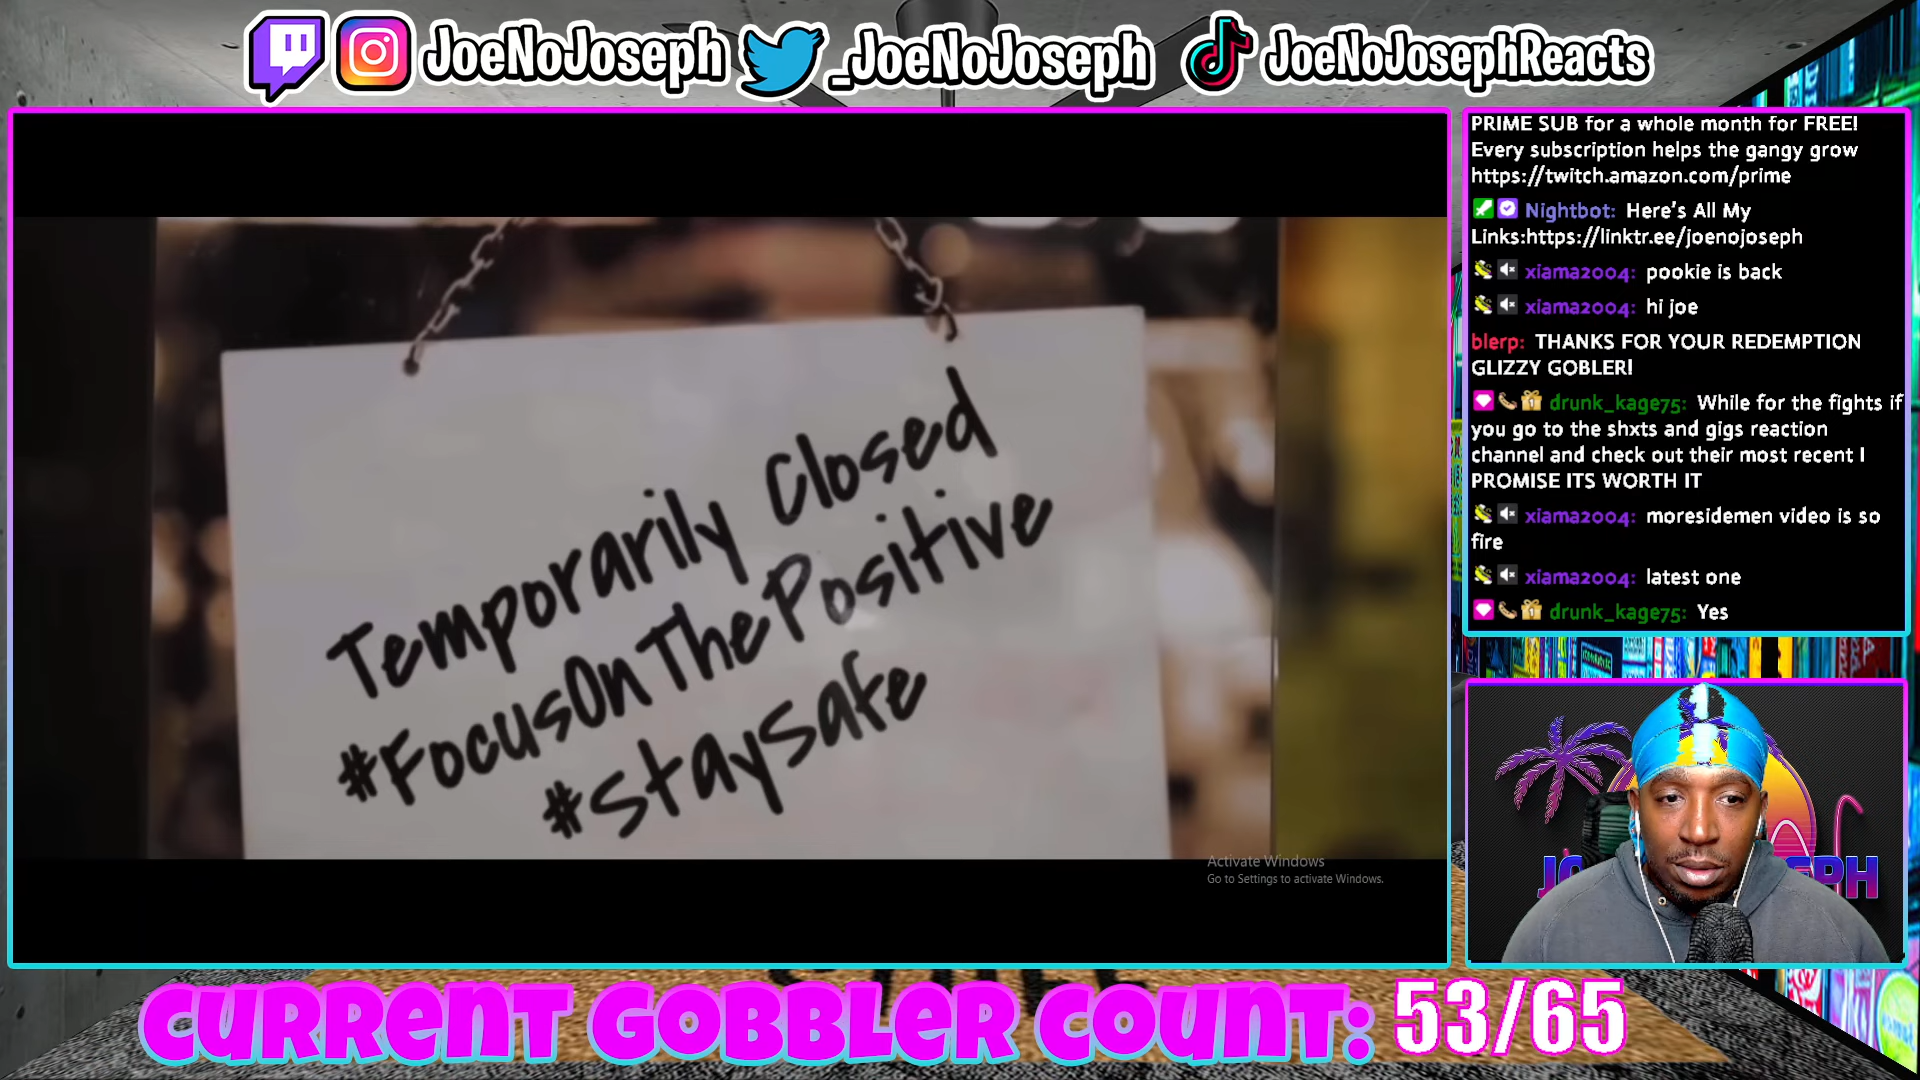 JoeNoJoseph
_JoeNoJoseph
JoeNoJosephReacts
PRIME SUB for a whole month for FREE!
Every subscription helps the gangy grow
https://twitch.amazon.com/prime
Nightbot: Here's All My
Links:https://linktr.ee/joenojoseph
xiama2004: pookie is back
xiama2004: hi joe
blerp: THANKS FOR YOUR REDEMPTION
GLIZZY GOBLER!
drunk_kage75: While for the fights if
you go to the shxts and gigs reaction
channel and check out their most recent I
PROMISE ITS WORTH IT
xiama2004: moresidemen video is so
fire
xiama2004: latest one
drunk_kage75: Yes
Temporarily Closed
#FocusOnThePositive
#staysafe
Activate Windows
Go to Settings to activate Windows.
CURRENT GOBBLER COUNT: 53/65